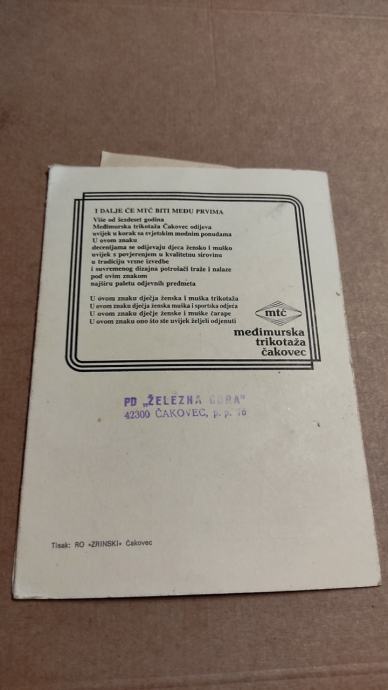 I DALJE ĆE MTČ BITI MEĐU PRVIMA
Više od šezdeset godina
Međimurska trikotaža Čakovec odijeva
uvijek u korak sa svjetskim modnim ponudama
U ovom znaku
decenijama se odijevaju djeca žensko i muško
uvijek s povjerenjem u kvalitetnu sirovinu
u tradiciju vrsne izvedbe
i suvremenog dizajna potrošači traže i nalaze
pod ovim znakom
najširu paletu odjevnih predmeta
U ovom znaku dječja ženska i muška trikotaža
U ovom znaku dječja ženska muška i sportska odjeća
U ovom znaku dječje ženske i muške čarape
U ovom znaku ono što ste uvijek željeli odjenuti
mtč
međimurska
trikotaža
čakovec
PD „ŽELEZNA GORA"
42300 ČAKOVEC, p. p. 76
Tisak: RO »ZRINSKI« Čakovec